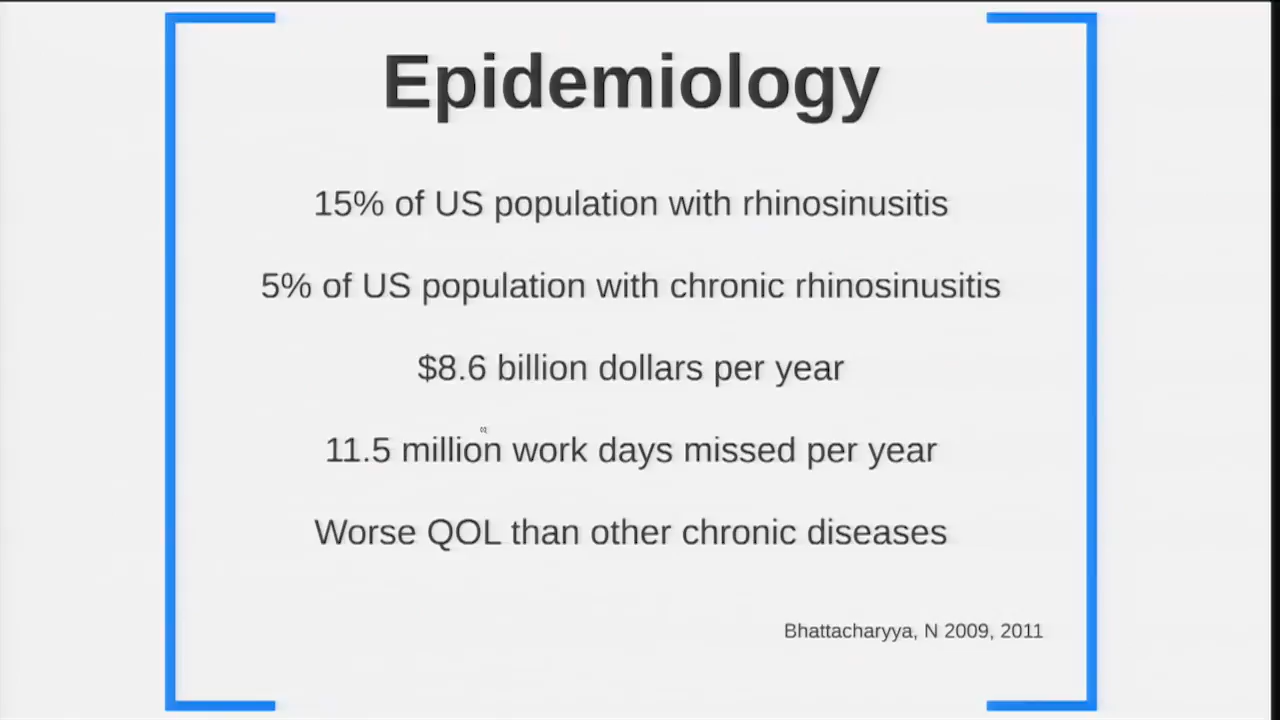 Epidemiology
15% of US population with rhinosinusitis
5% of US population with chronic rhinosinusitis
$8.6 billion dollars per year
11.5 million work days missed per year
Worse QOL than other chronic diseases
Bhattacharyya, N 2009, 2011